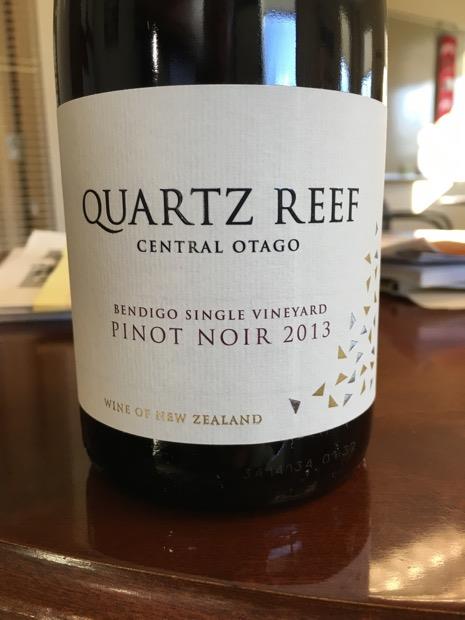 QUARTZ REEF
CENTRAL OTAGO
BENDIGO SINGLE VINEYARD
PINOT NOIR 2013
WINE OF NEW ZEALAND